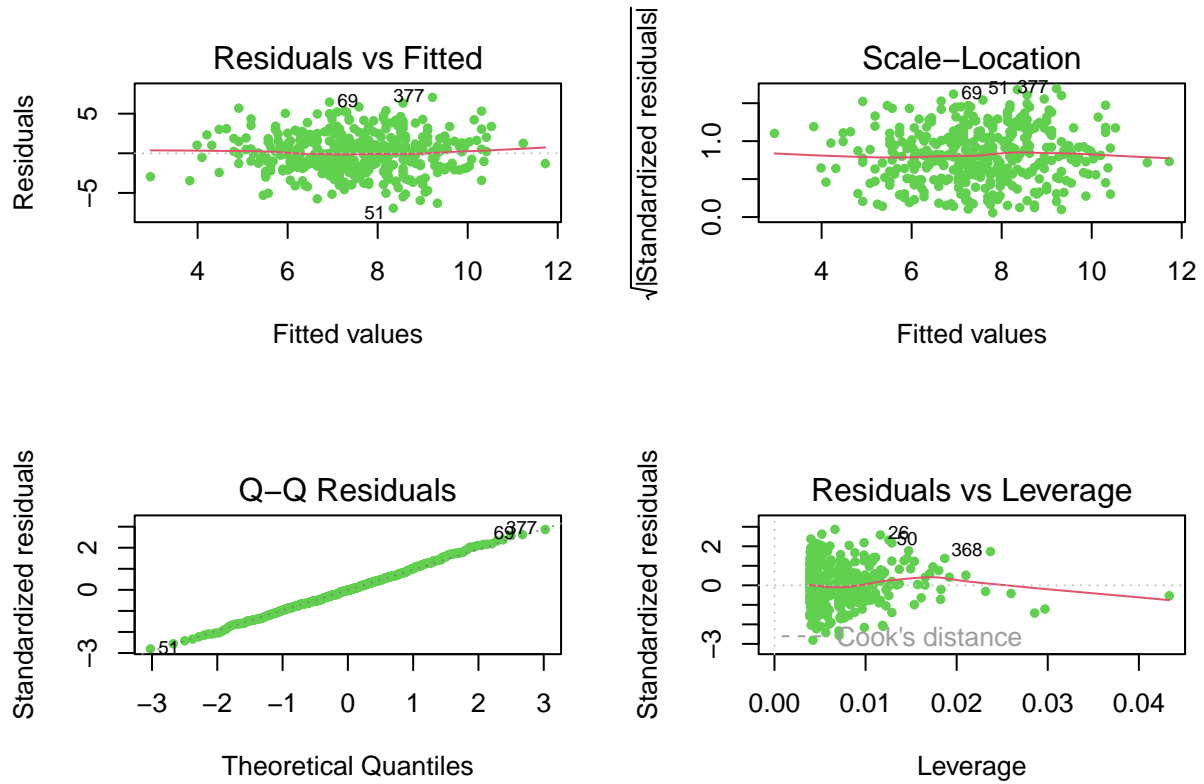 Residuals vs Fitted
Residuals
5
−5
69
377
51
4 6 8 10 12
Fitted values
Scale−Location
√|Standardized residuals|
1.0
0.0
69 51 377
4 6 8 10 12
Fitted values
Q−Q Residuals
Standardized residuals
2
0
−3
69
377
51
−3 −2 −1 0 1 2 3
Theoretical Quantiles
Residuals vs Leverage
Standardized residuals
2
0
−3
26
50
368
Cook's distance
0.00 0.01 0.02 0.03 0.04
Leverage